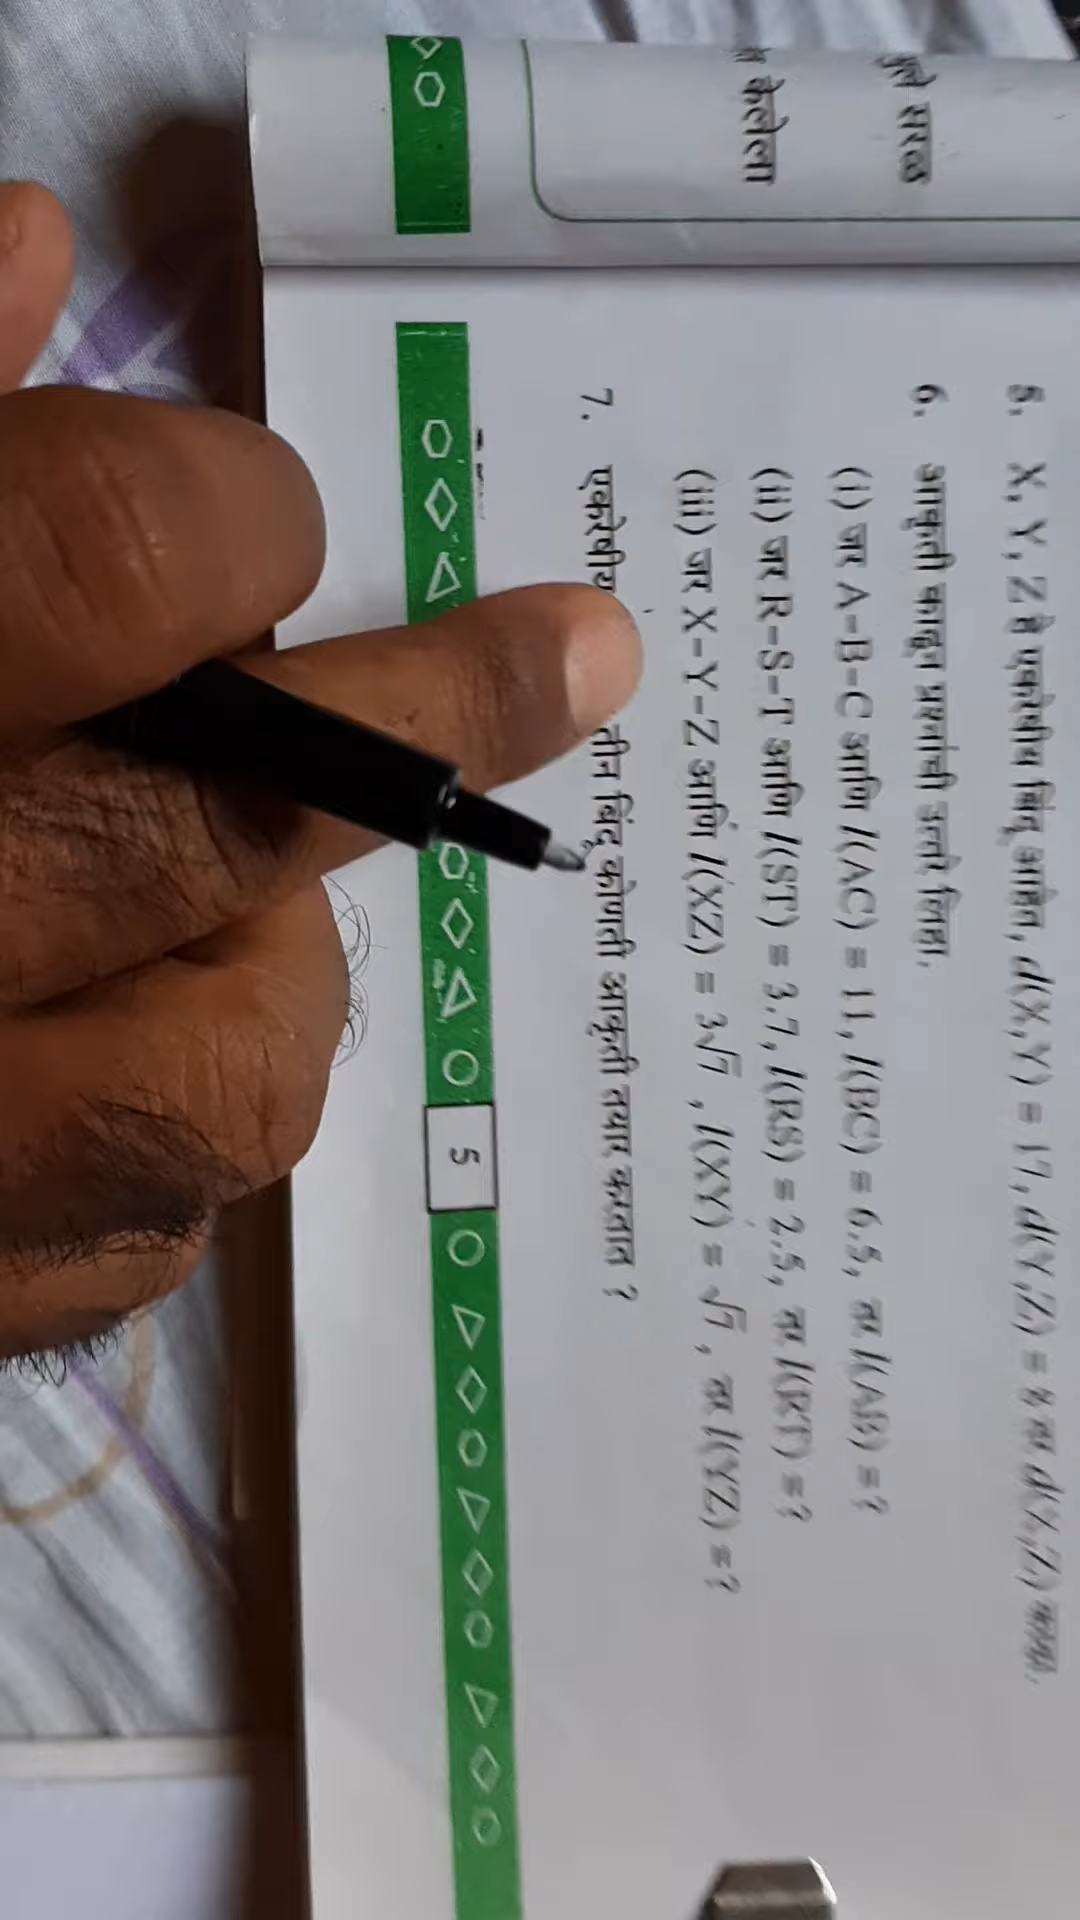 मुळे सरळ
केलेला
5. X, Y, Z हे एकरेषीय बिंदू आहेत, d(X,Y) = 17, d(Y,Z) = 8 तर d(X,Z) काढा.
6. आकृती काढून प्रश्नांची उत्तरे लिहा.
(i) जर A-B-C आणि l(AC) = 11, l(BC) = 6.5, तर l(AB) = ?
(ii) जर R-S-T आणि l(ST) = 3.7, l(RS) = 2.5, तर l(RT) = ?
(iii) जर X-Y-Z आणि l(XZ) = 3√7 , l(XY) = √7 , तर l(YZ) = ?
7. तीन बिंदू कोणती आकृती तयार करतात ?
5